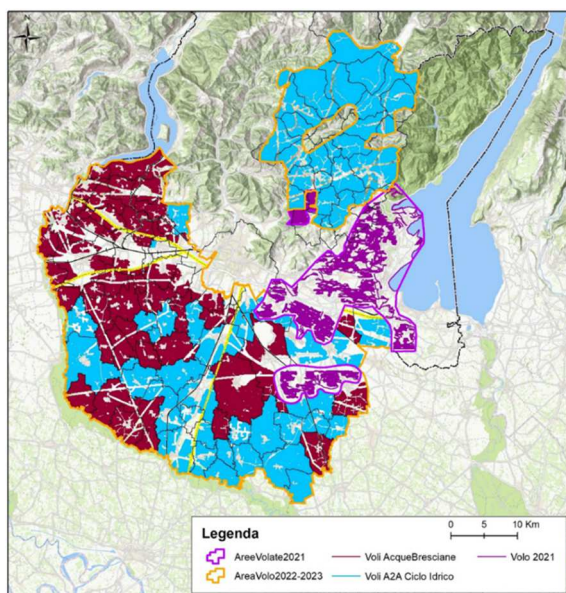 N
Legenda
0 5 10 Km
AreeVolate2021
Voli AcqueBresciane
Volo 2021
AreaVolo2022-2023
Voli A2A Ciclo Idrico